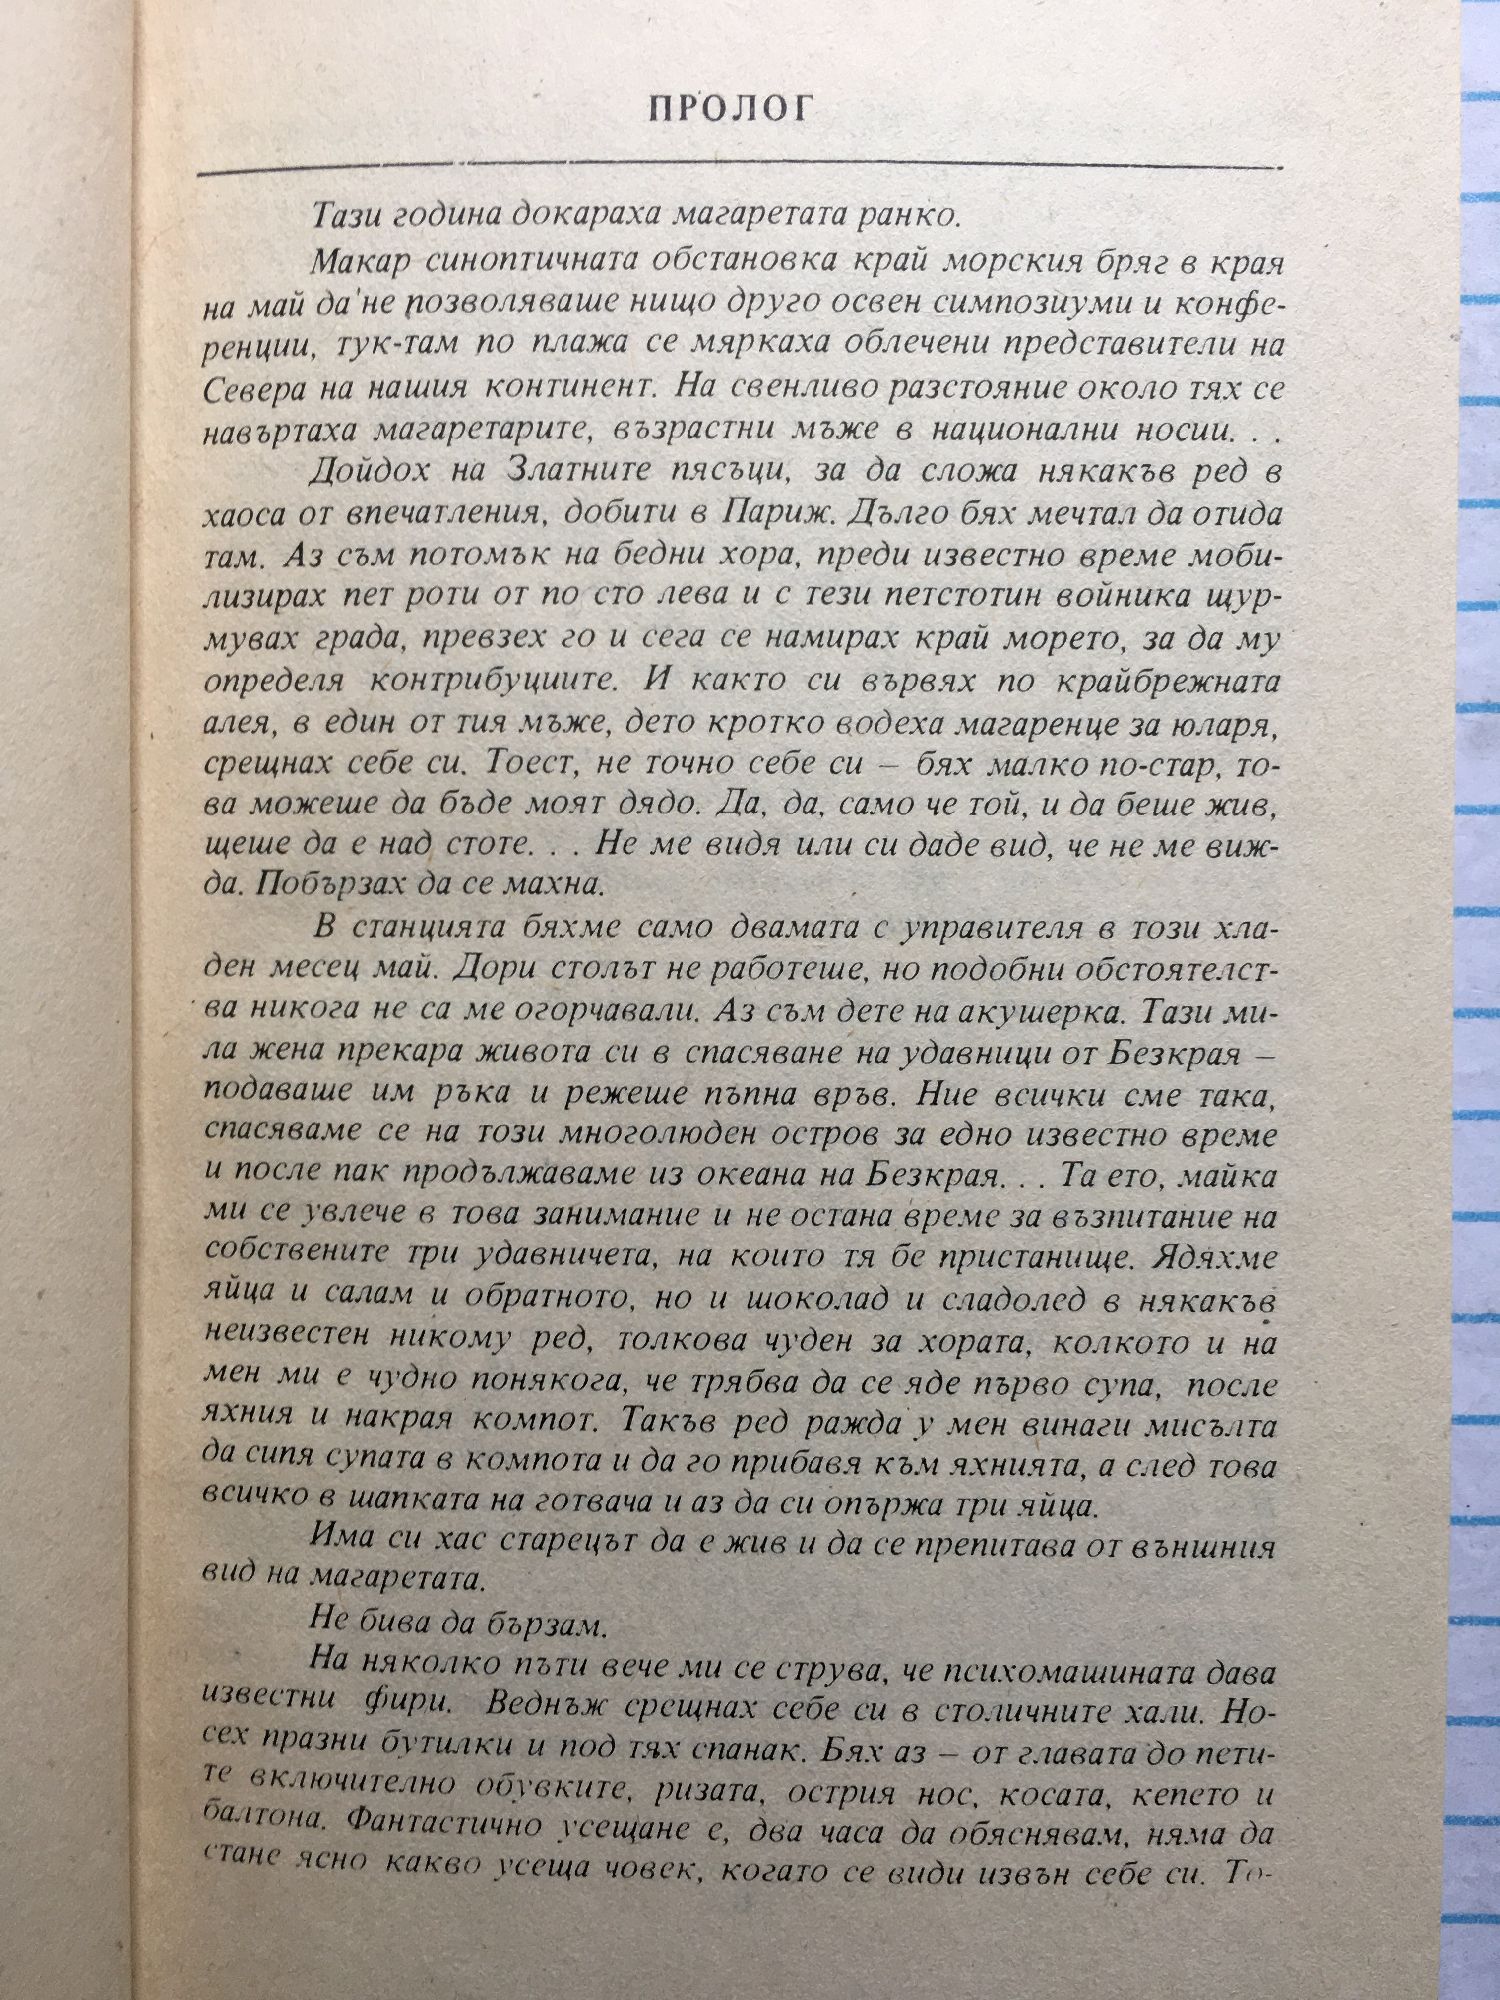 ПРОЛОГ
Тази година докараха магаретата ранко.
Макар синоптичната обстановка край морския бряг в края
на май да не позволяваше нищо друго освен симпозиуми и конфе-
ренции, тук-там по плажа се мяркаха облечени представители на
Севера на нашия континент. На свенливо разстояние около тях се
навъртаха магаретарите, възрастни мъже в национални носии. . .
Дойдох на Златните пясъци, за да сложа някакъв ред в
хаоса от впечатления, добити в Париж. Дълго бях мечтал да отида
там. Аз съм потомък на бедни хора, преди известно време моби-
лизирах пет роти от по сто лева и с тези петстотин войника щур-
мувах града, превзех го и сега се намирах край морето, за да му
определя контрибуциите. И както си вървях по крайбрежната
алея, в един от тия мъже, дето кротко водеха магаренце за юларя,
срещнах себе си. Тоест, не точно себе си – бях малко по-стар, то-
ва можеше да бъде моят дядо. Да, да, само че той, и да беше жив,
щеше да е над стоте. . . Не ме видя или си даде вид, че не ме виж-
да. Побързах да се махна.
В станцията бяхме само двамата с управителя в този хла-
ден месец май. Дори столът не работеше, но подобни обстоятелст-
ва никога не са ме огорчавали. Аз съм дете на акушерка. Тази ми-
ла жена прекара живота си в спасяване на удавници от Безкрая –
подаваше им ръка и режеше пъпна връв. Ние всички сме така,
спасяваме се на този многолюден остров за едно известно време
и после пак продължаваме из океана на Безкрая. . . Та ето, майка
ми се увлече в това занимание и не остана време за възпитание на
собствените три удавничета, на които тя бе пристанище. Ядяхме
яйца и салам и обратното, но и шоколад и сладолед в някакъв
неизвестен никому ред, толкова чуден за хората, колкото и на
мен ми е чудно понякога, че трябва да се яде първо супа, после
яхния и накрая компот. Такъв ред ражда у мен винаги мисълта
да сипя супата в компота и да го прибавя към яхнията, а след това
всичко в шапката на готвача и аз да си опържа три яйца.
Има си хас старецът да е жив и да се препитава от външния
вид на магаретата.
Не бива да бързам.
На няколко пъти вече ми се струва, че психомашината дава
известни фири. Веднъж срещнах себе си в столичните хали. Но-
сех празни бутилки и под тях спанак. Бях аз – от главата до пети-
те включително обувките, ризата, острия нос, косата, кепето и
балтона. Фантастично усещане е, два часа да обяснявам, няма да
стане ясно какво усеща човек, когато се види извън себе си. То-